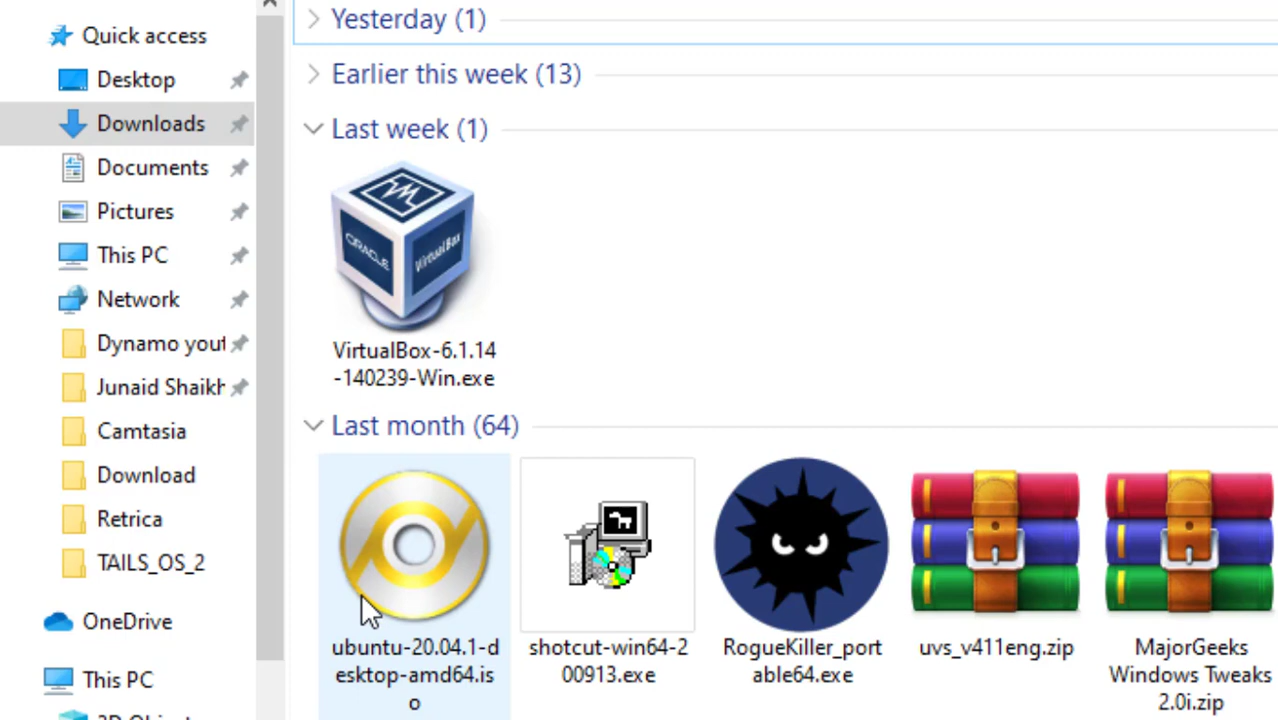 Quick access
Desktop
Downloads
Documents
Pictures
This PC
Network
Dynamo yout
Junaid Shaikh
Camtasia
Download
Retrica
TAILS_OS_2
OneDrive
This PC
3D Object
Yesterday (1)
Earlier this week (13)
Last week (1)
ORACLE
VirtualBox
VirtualBox-6.1.14
-140239-Win.exe
Last month (64)
ubuntu-20.04.1-d
esktop-amd64.is
o
shotcut-win64-2
00913.exe
RogueKiller_port
able64.exe
uvs_v411eng.zip
MajorGeeks
Windows Tweaks
2.0i.zip